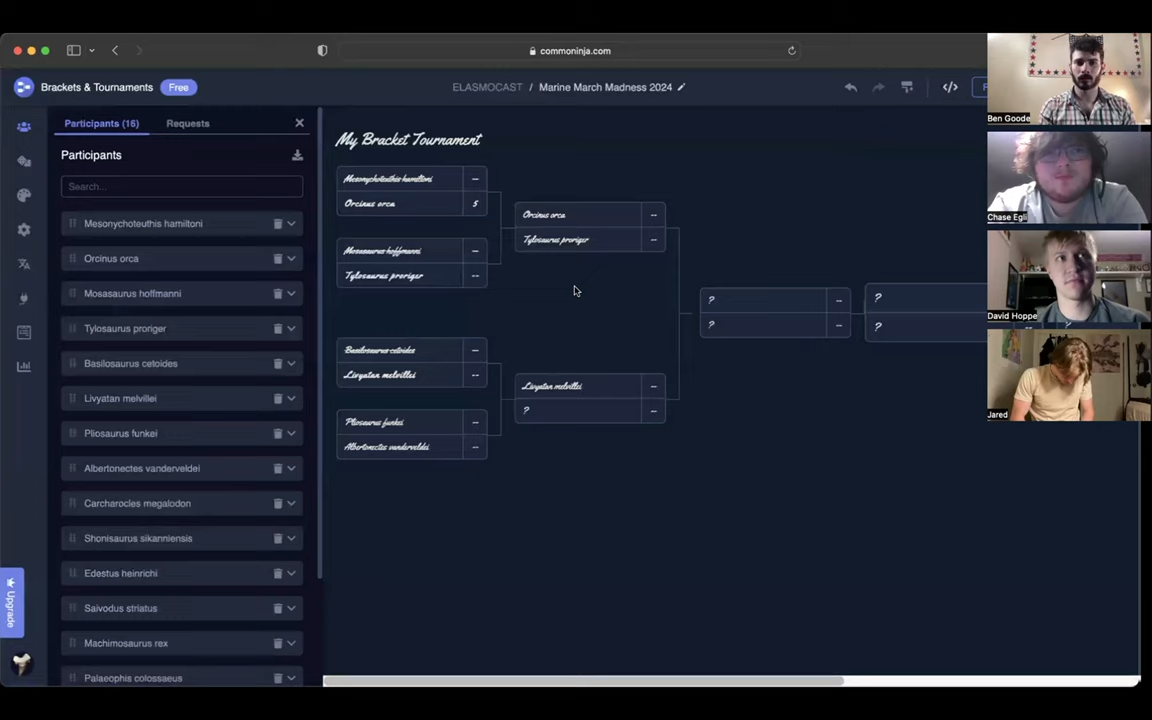 commoninja.com
Brackets & Tournaments Free
ELASMOCAST / Marine March Madness 2024
Participants (16) Requests
Participants
Search...
Mesonychoteuthis hamiltoni
Orcinus orca
Mosasaurus hoffmanni
Tylosaurus proriger
Basilosaurus cetoides
Livyatan melvillei
Pliosaurus funkei
Albertonectes vanderveldei
Carcharocles megalodon
Shonisaurus sikanniensis
Edestus heinrichi
Saivodus striatus
Machimosaurus rex
Palaeophis colossaeus
Upgrade
My Bracket Tournament
Mesonychoteuthis hamiltoni --
Orcinus orca 5
Mosasaurus hoffmanni --
Tylosaurus proriger --
Basilosaurus cetoides --
Livyatan melvillei --
Pliosaurus funkei --
Albertonectes vanderveldei --
Orcinus orca --
Tylosaurus proriger --
Livyatan melvillei --
? --
? --
? --
?
?
Ben Goode
Chase Egli
David Hoppe
Jared